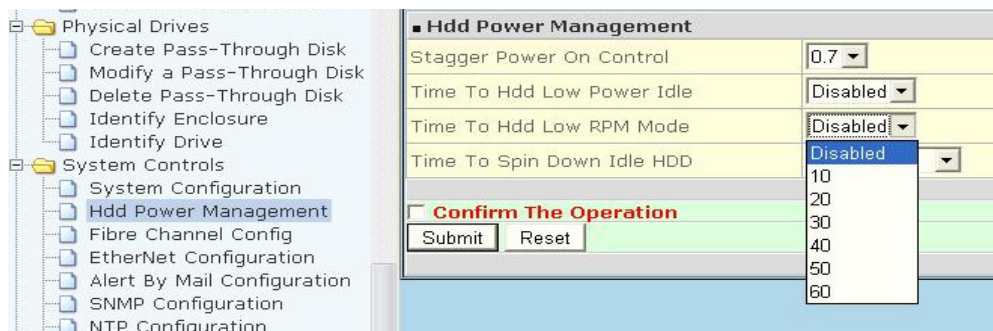 Physical Drives
Create Pass-Through Disk
Modify a Pass-Through Disk
Delete Pass-Through Disk
Identify Enclosure
Identify Drive
System Controls
System Configuration
Hdd Power Management
Fibre Channel Config
EtherNet Configuration
Alert By Mail Configuration
SNMP Configuration
NTP Configuration
Hdd Power Management
Stagger Power On Control 0.7
Time To Hdd Low Power Idle Disabled
Time To Hdd Low RPM Mode Disabled
Time To Spin Down Idle HDD
Disabled
10
20
30
40
50
60
Confirm The Operation
Submit Reset